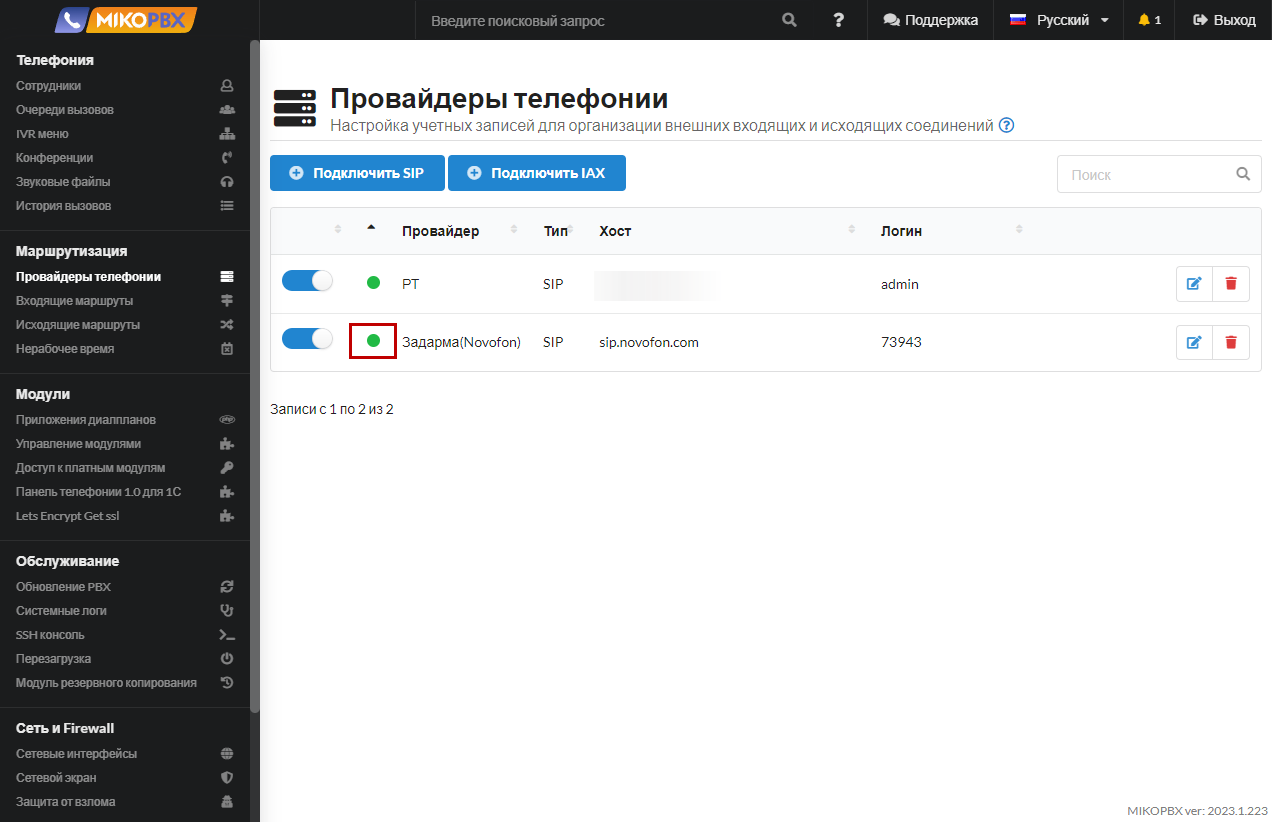 MIKOPBX
Введите поисковый запрос
?
Поддержка
Русский
1
Выход
Телефония
Сотрудники
Очереди вызовов
IVR меню
Конференции
Звуковые файлы
История вызовов
Маршрутизация
Провайдеры телефонии
Входящие маршруты
Исходящие маршруты
Нерабочее время
Модули
Приложения диалпланов
Управление модулями
Доступ к платным модулям
Панель телефонии 1.0 для 1С
Lets Encrypt Get ssl
Обслуживание
Обновление PBX
Системные логи
SSH консоль
Перезагрузка
Модуль резервного копирования
Сеть и Firewall
Сетевые интерфейсы
Сетевой экран
Защита от взлома
Провайдеры телефонии
Настройка учетных записей для организации внешних входящих и исходящих соединений ?
Подключить SIP Подключить IAX
Поиск
Провайдер Тип Хост Логин
РТ SIP admin
Задарма(Novofon) SIP sip.novofon.com 73943
Записи с 1 по 2 из 2
MIKOPBX ver: 2023.1.223